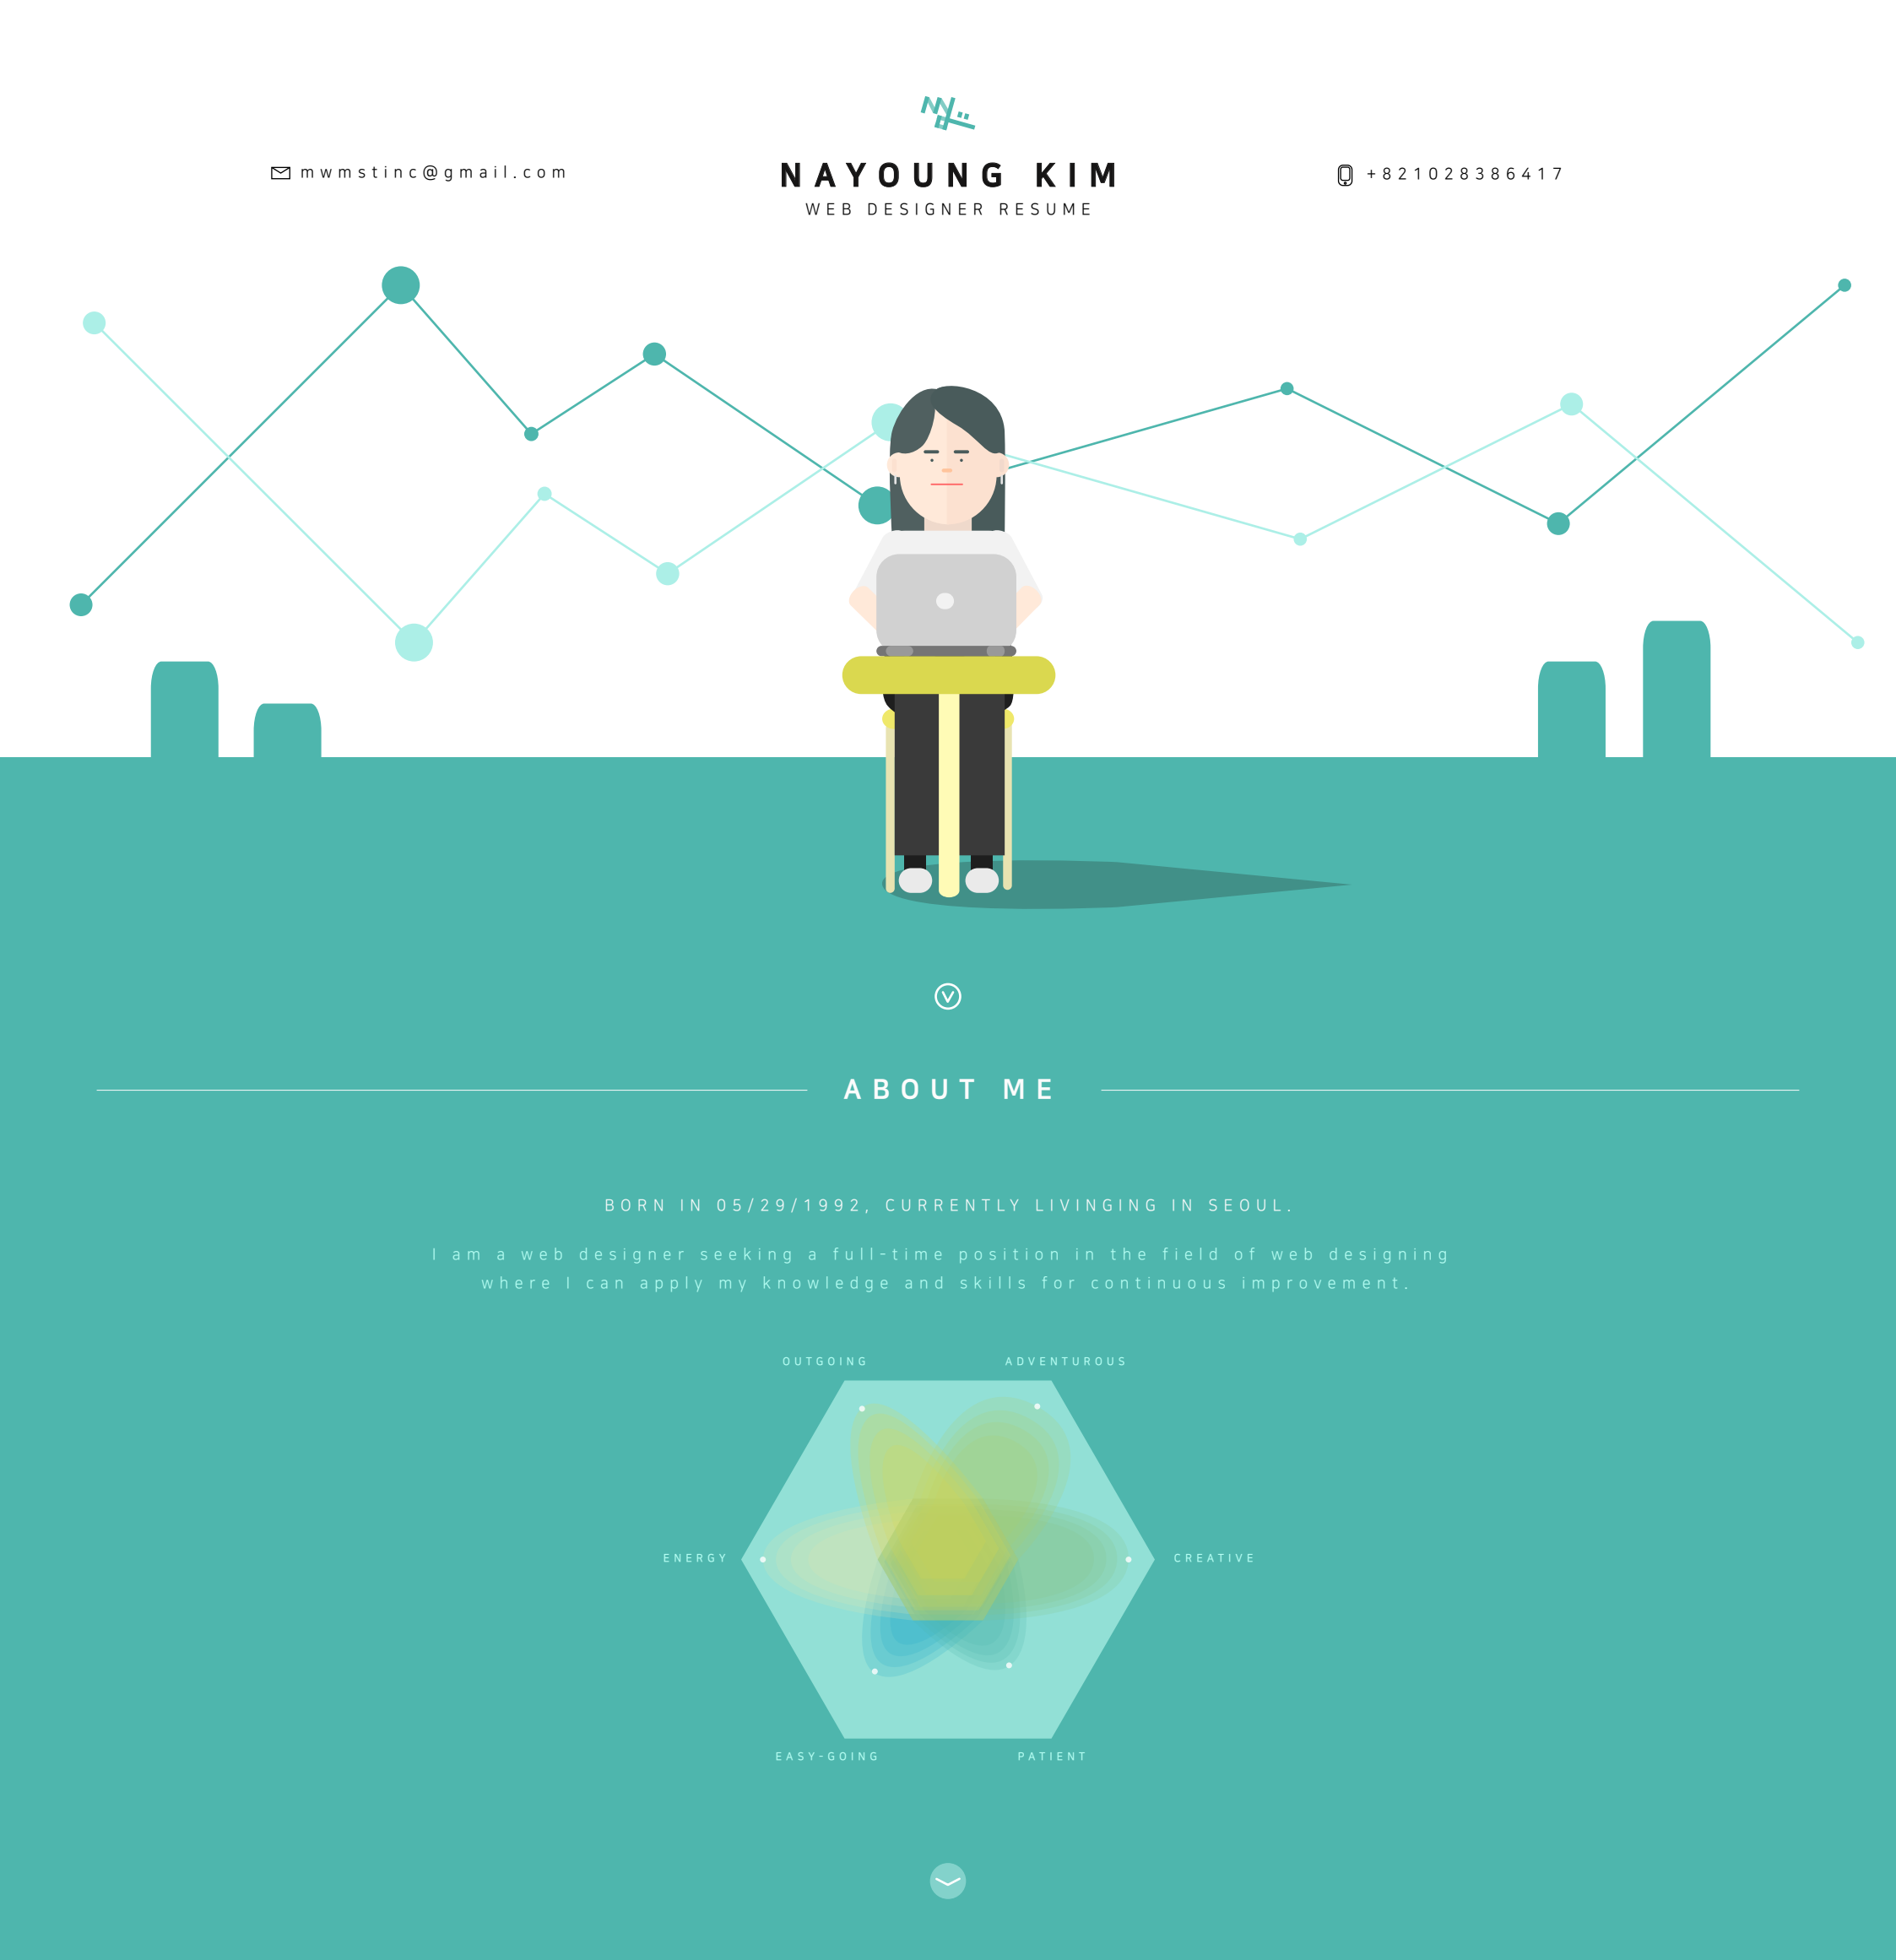 NAYOUNG KIM
mwmstinc@gmail.com
+821028386417
WEB DESIGNER RESUME
ABOUT ME
BORN IN 05/29/1992, CURRENTLY LIVINGING IN SEOUL.
I am a web designer seeking a full-time position in the field of web designing
where I can apply my knowledge and skills for continuous improvement.
OUTGOING
ADVENTUROUS
ENERGY
CREATIVE
EASY-GOING
PATIENT